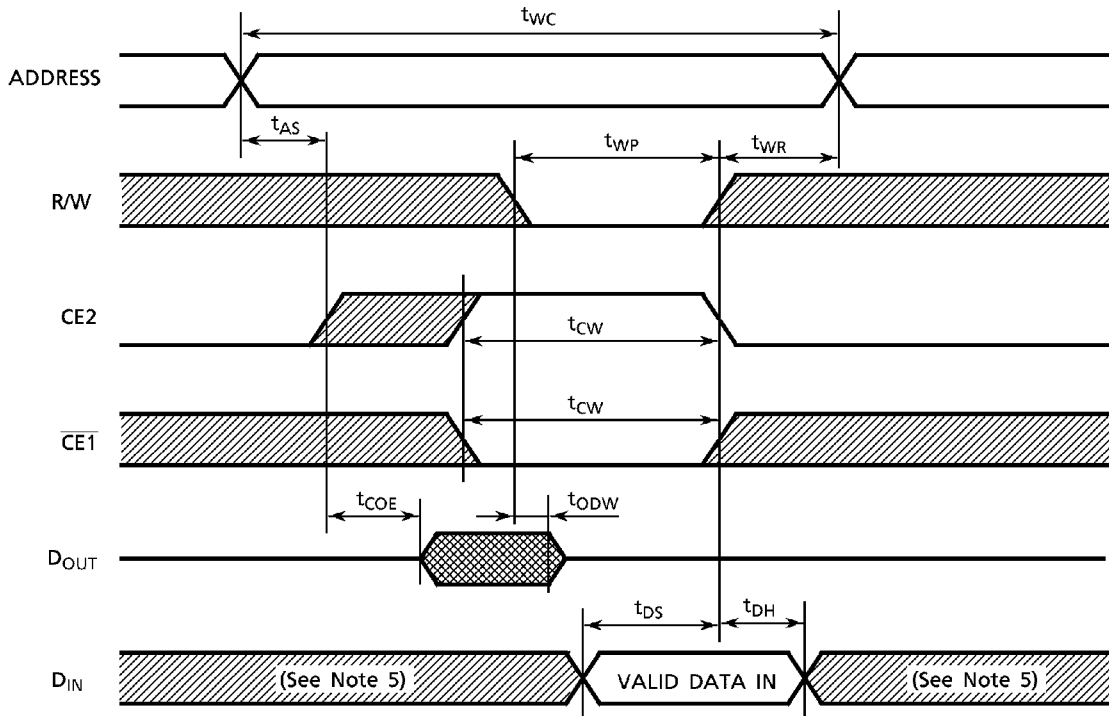 tWC
ADDRESS
tAS
tWP
tWR
R/W
CE2
tCW
CE1
tCW
tCOE
tODW
DOUT
tDS
tDH
DIN
(See Note 5)
VALID DATA IN
(See Note 5)